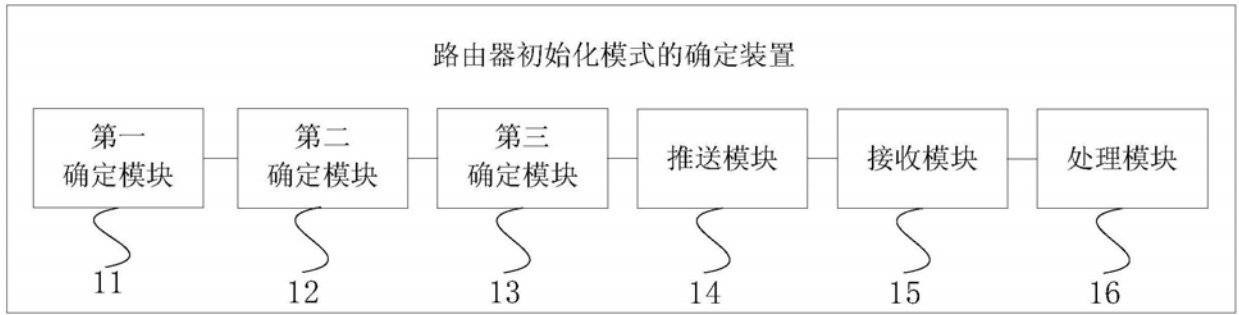 路由器初始化模式的确定装置
第一
确定模块
第二
确定模块
第三
确定模块
推送模块
接收模块
处理模块
11
12
13
14
15
16